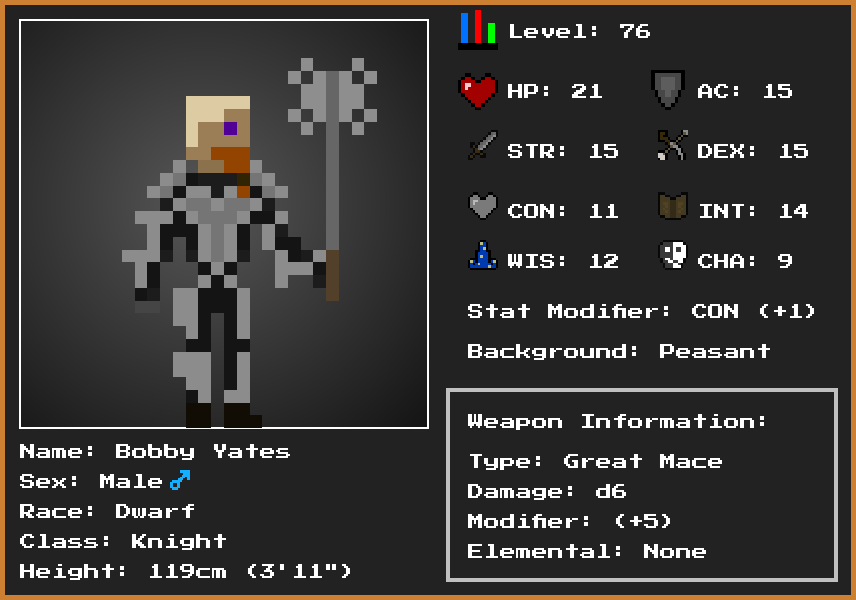 Level: 76
HP: 21 AC: 15
STR: 15 DEX: 15
CON: 11 INT: 14
WIS: 12 CHA: 9
Stat Modifier: CON (+1)
Background: Peasant
Weapon Information:
Type: Great Mace
Damage: d6
Modifier: (+5)
Elemental: None
Name: Bobby Yates
Sex: Male♂
Race: Dwarf
Class: Knight
Height: 119cm (3'11")